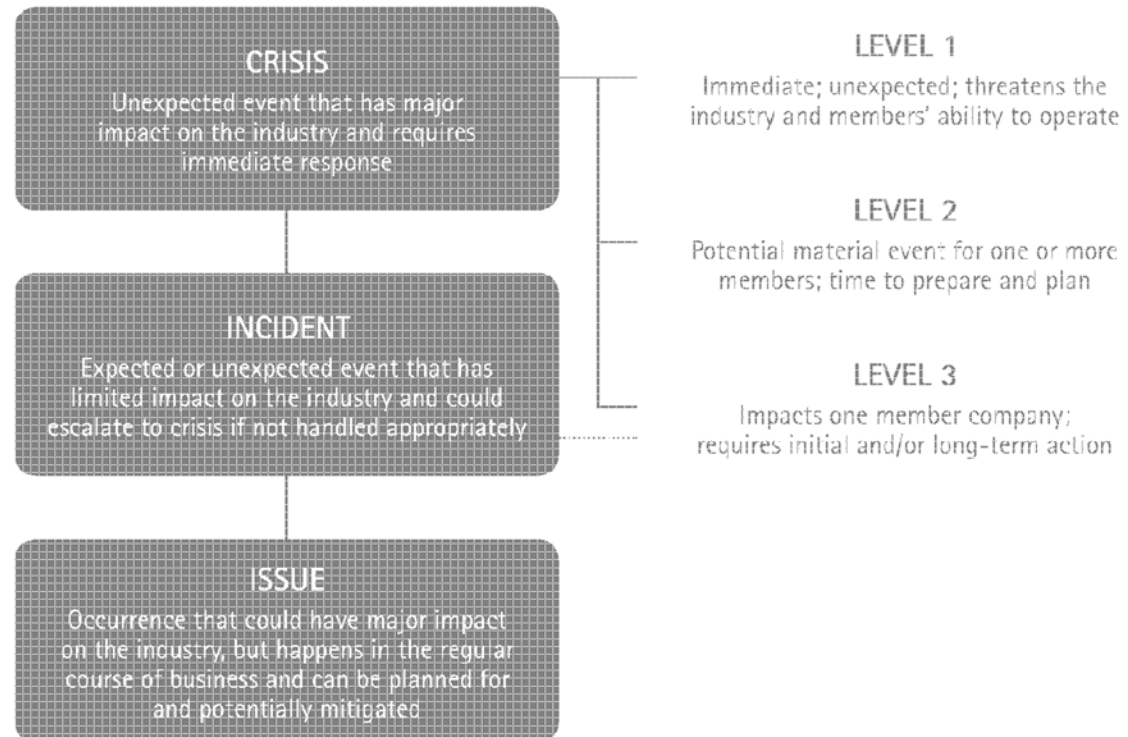 CRISIS
Unexpected event that has major
impact on the industry and requires
immediate response
LEVEL 1
Immediate; unexpected; threatens the
industry and members' ability to operate
LEVEL 2
Potential material event for one or more
members; time to prepare and plan
INCIDENT
Expected or unexpected event that has
limited impact on the industry and could
escalate to crisis if not handled appropriately
LEVEL 3
Impacts one member company;
requires initial and/or long-term action
ISSUE
Occurrence that could have major impact
on the industry, but happens in the regular
course of business and can be planned for
and potentially mitigated